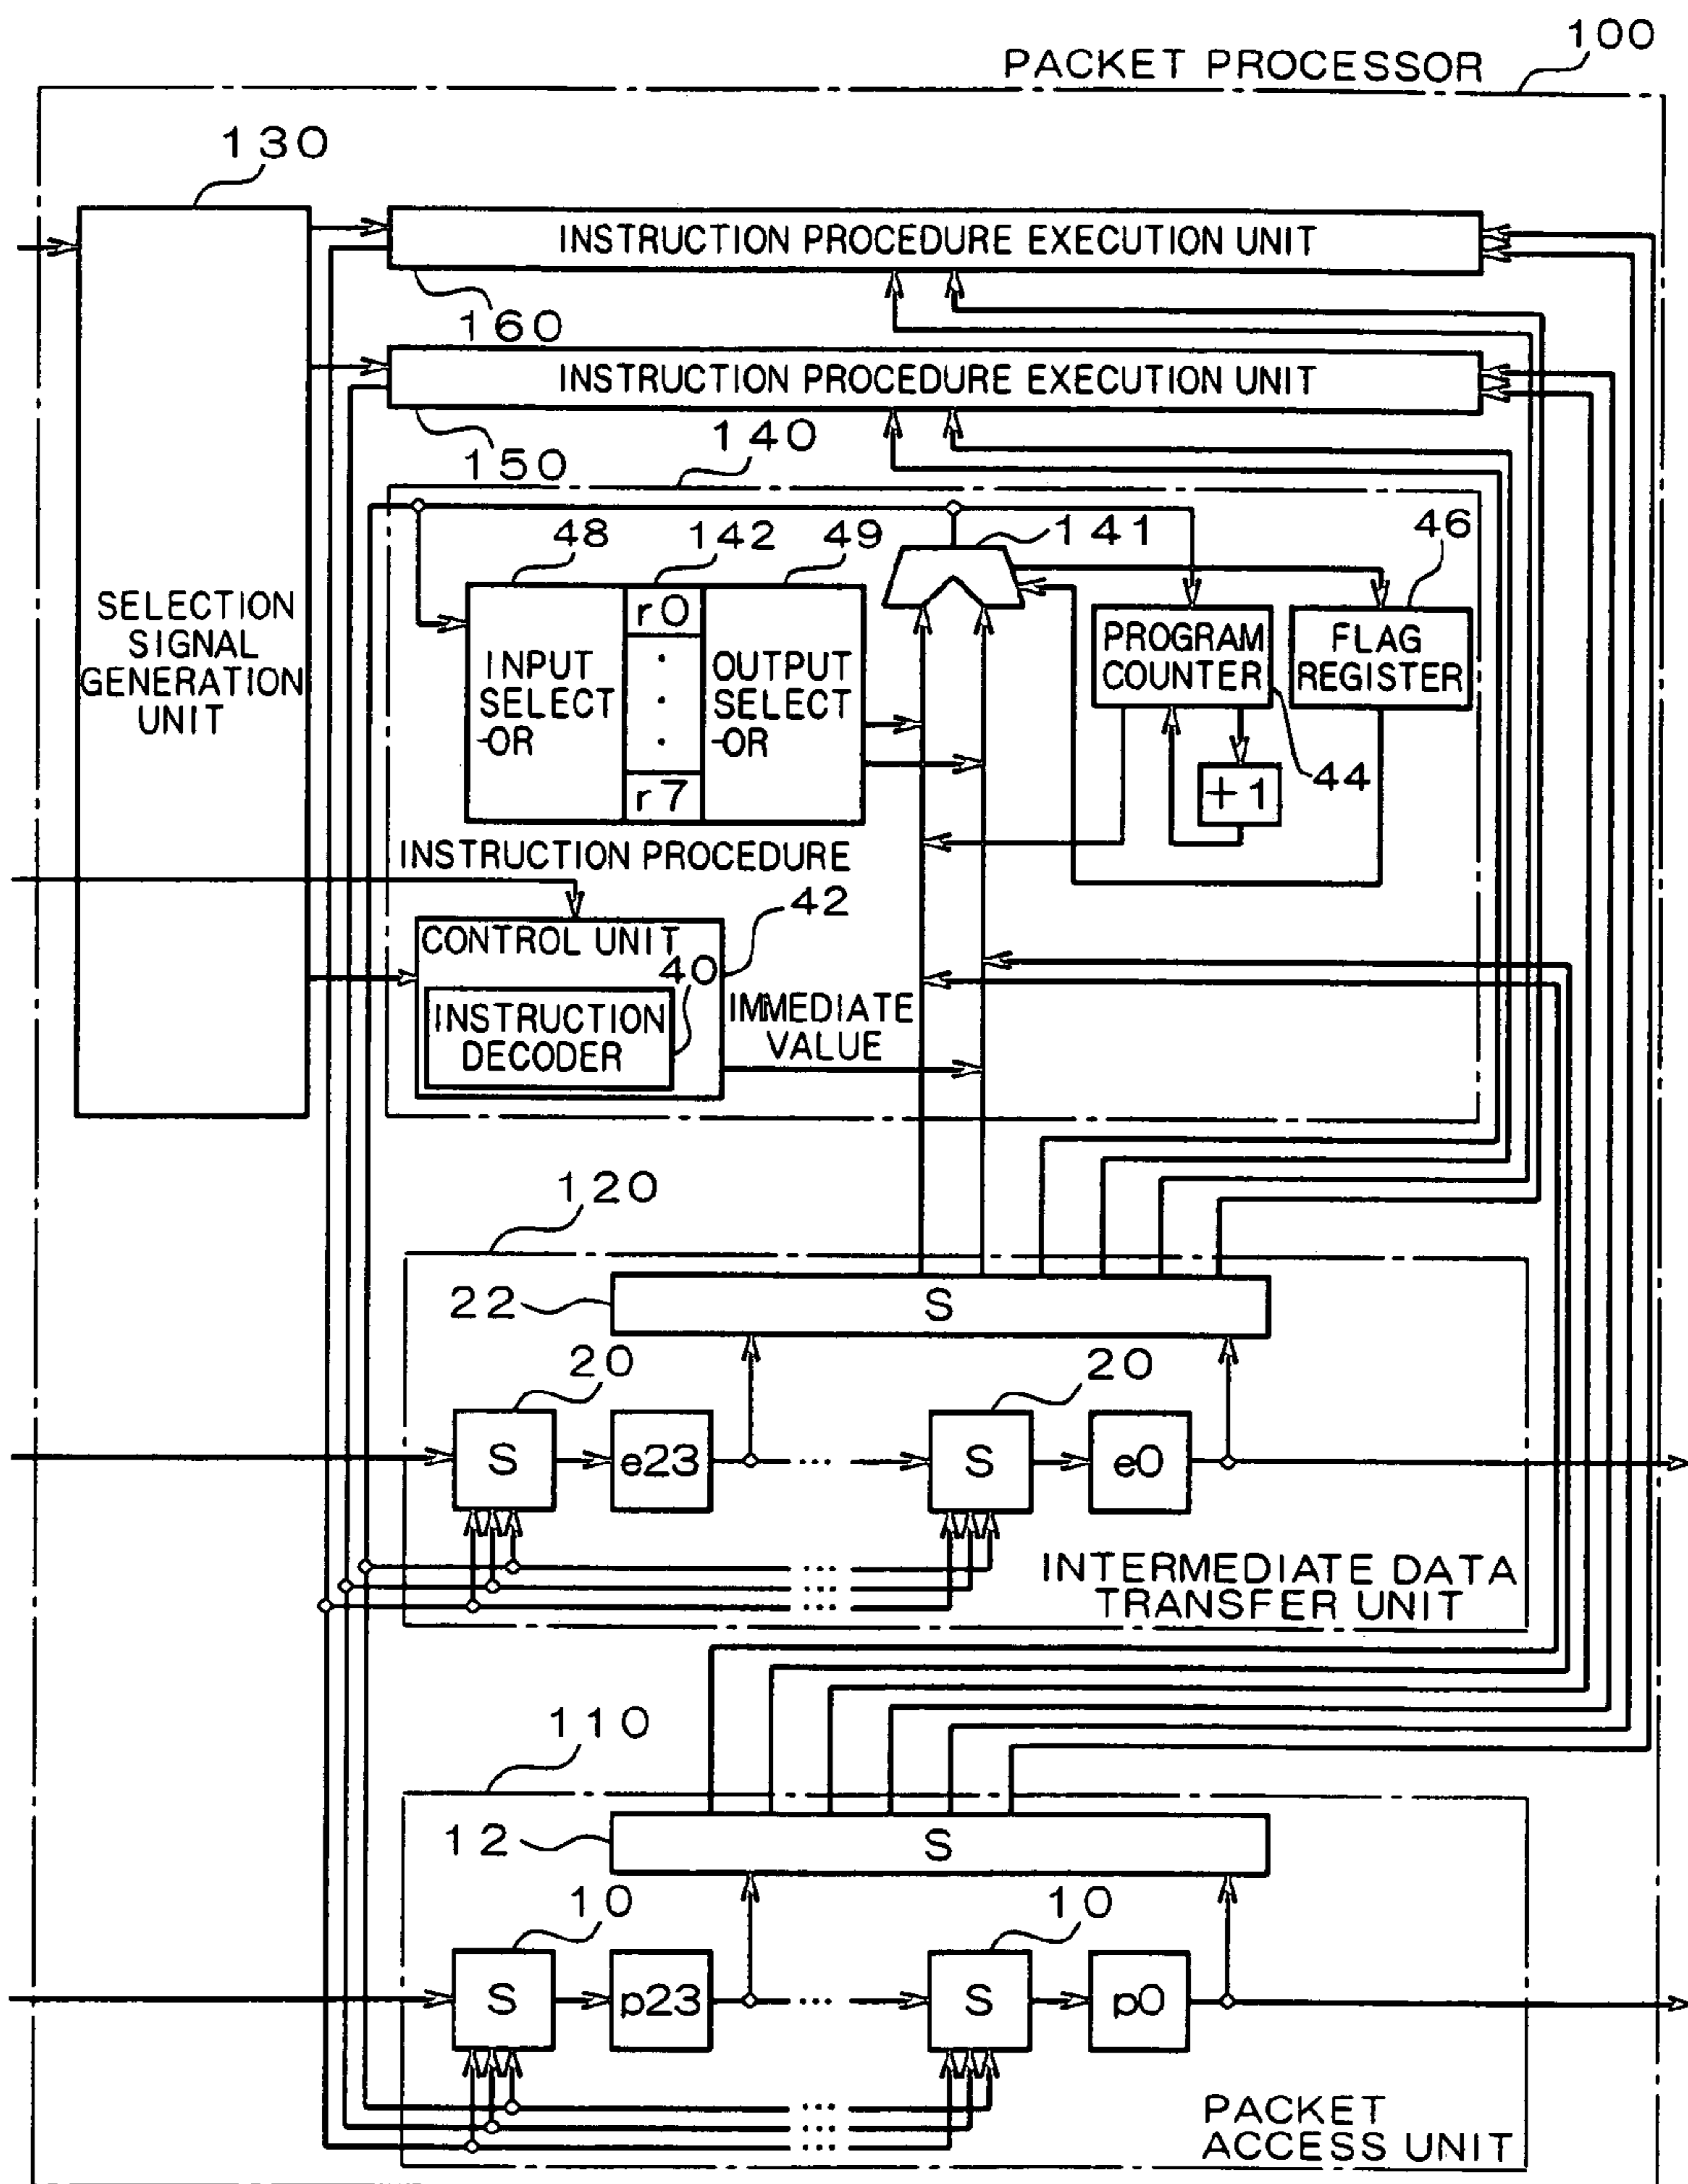 100
PACKET PROCESSOR
130
INSTRUCTION PROCEDURE EXECUTION UNIT
160
INSTRUCTION PROCEDURE EXECUTION UNIT
150
140
48
142
49
141
46
SELECTION
SIGNAL
GENERATION
UNIT
INPUT
SELECT
-OR
r0
·
·
·
r7
OUTPUT
SELECT
-OR
PROGRAM
COUNTER
FLAG
REGISTER
44
+1
INSTRUCTION PROCEDURE
42
CONTROL UNIT
40
INSTRUCTION
DECODER
IMMEDIATE
VALUE
120
22
S
20
20
S
e23
...
S
e0
...
...
...
INTERMEDIATE DATA
TRANSFER UNIT
110
12
S
10
10
S
p23
...
S
p0
...
...
...
PACKET
ACCESS UNIT